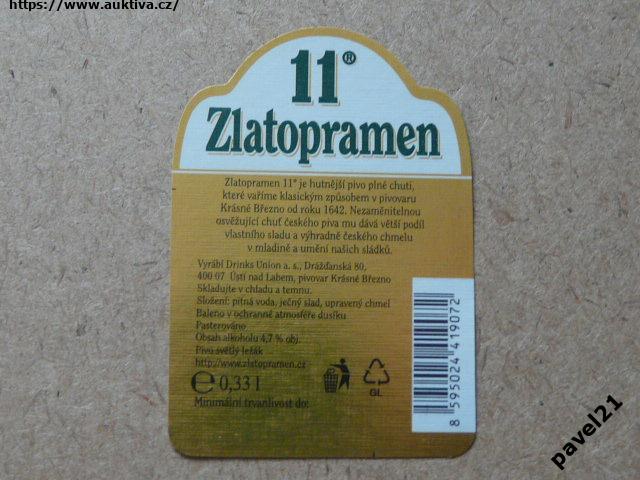 https://www.auktiva.cz/
11®
Zlatopramen
Zlatopramen 11° je hutnější pivo plné chuti,
které vaříme klasickým způsobem v pivovaru
Krásné Březno od roku 1642. Nezaměnitelnou
osvěžující chuť českého piva mu dává větší podíl
vlastního sladu a výhradně českého chmelu
v mladině a umění našich sládků.
Vyrábí Drinks Union a. s., Drážďanská 80,
400 07 Ústí nad Labem, pivovar Krásné Březno
Skladujte v chladu a temnu.
Složení: pitná voda, ječný slad, upravený chmel
Baleno v ochranné atmosféře dusíku
Pasterováno
Obsah alkoholu 4,7 % obj.
Pivo světlý ležák
http://www.zlatopramen.cz
℮ 0,33 l
Minimální trvanlivost do:
GL
8 595024 419072
pavel21